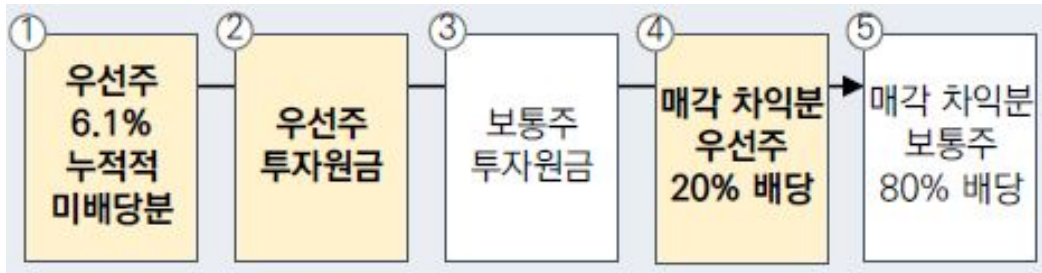 ①
우선주
6.1%
누적적
미배당분
②
우선주
투자원금
③
보통주
투자원금
④
매각 차익분
우선주
20% 배당
⑤
매각 차익분
보통주
80% 배당